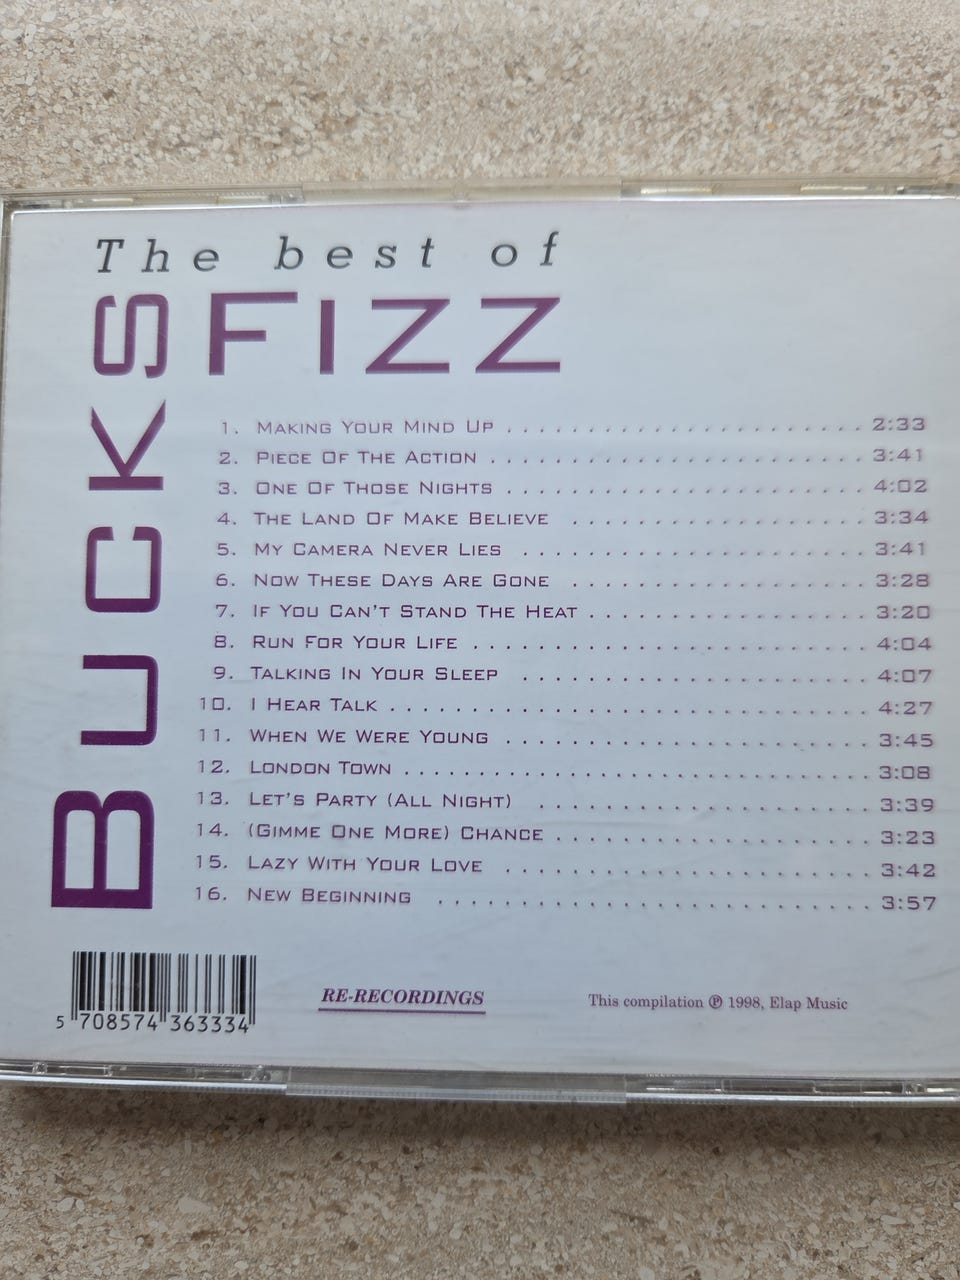 The best of
BUCKS FIZZ
1. MAKING YOUR MIND UP . . . . . . . . . . . . . . . . . . . . . . . . . . 2:33
2. PIECE OF THE ACTION . . . . . . . . . . . . . . . . . . . . . . . . . . . 3:41
3. ONE OF THOSE NIGHTS . . . . . . . . . . . . . . . . . . . . . . . . . . 4:02
4. THE LAND OF MAKE BELIEVE . . . . . . . . . . . . . . . . . . . . . 3:34
5. MY CAMERA NEVER LIES . . . . . . . . . . . . . . . . . . . . . . . . . 3:41
6. NOW THESE DAYS ARE GONE . . . . . . . . . . . . . . . . . . . . . 3:28
7. IF YOU CAN'T STAND THE HEAT . . . . . . . . . . . . . . . . . . . . 3:20
8. RUN FOR YOUR LIFE . . . . . . . . . . . . . . . . . . . . . . . . . . . . 4:04
9. TALKING IN YOUR SLEEP . . . . . . . . . . . . . . . . . . . . . . . . . 4:07
10. I HEAR TALK . . . . . . . . . . . . . . . . . . . . . . . . . . . . . . . . . . 4:27
11. WHEN WE WERE YOUNG . . . . . . . . . . . . . . . . . . . . . . . . . . 3:45
12. LONDON TOWN . . . . . . . . . . . . . . . . . . . . . . . . . . . . . . . . . 3:08
13. LET'S PARTY (ALL NIGHT) . . . . . . . . . . . . . . . . . . . . . . . . 3:39
14. (GIMME ONE MORE) CHANCE . . . . . . . . . . . . . . . . . . . . . . . 3:23
15. LAZY WITH YOUR LOVE . . . . . . . . . . . . . . . . . . . . . . . . . . 3:42
16. NEW BEGINNING . . . . . . . . . . . . . . . . . . . . . . . . . . . . . . . 3:57
5 708574 363334
RE-RECORDINGS
This compilation ℗ 1998, Elap Music